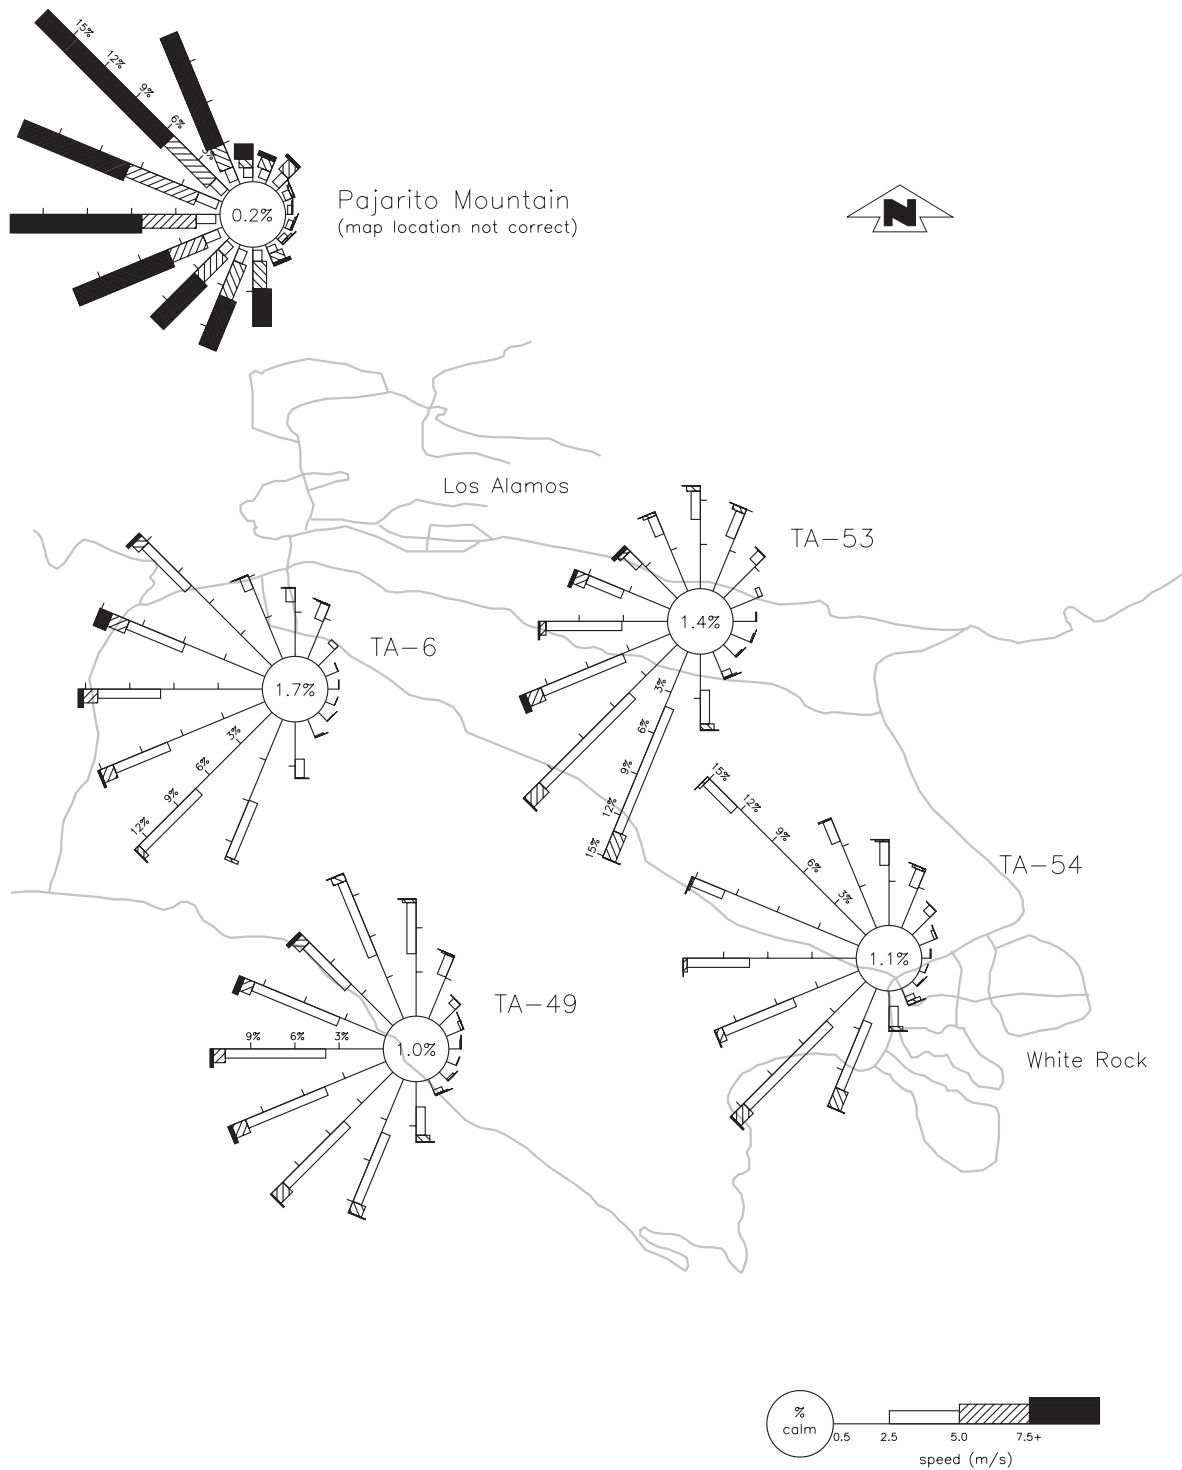 15%
12%
9%
6%
3%
0.2%
Pajarito Mountain
(map location not correct)
N
Los Alamos
TA-53
1.4%
3%
6%
9%
12%
15%
TA-6
1.7%
3%
6%
9%
12%
15%
12%
9%
6%
3%
TA-54
1.1%
TA-49
9% 6% 3%
1.0%
White Rock
%
calm
0.5 2.5 5.0 7.5+
speed (m/s)